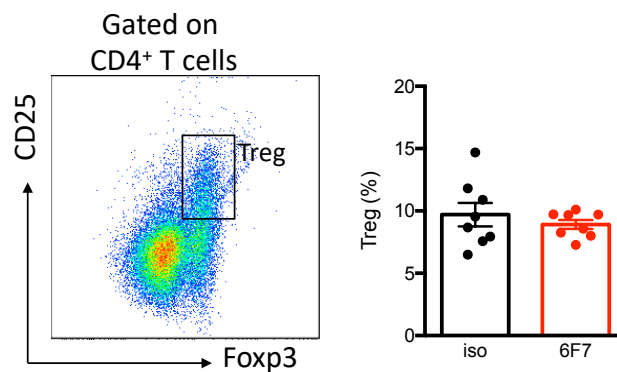 Gated on
CD4⁺ T cells
CD25
Treg
Foxp3
Treg (%)
20
15
10
5
0
iso
6F7